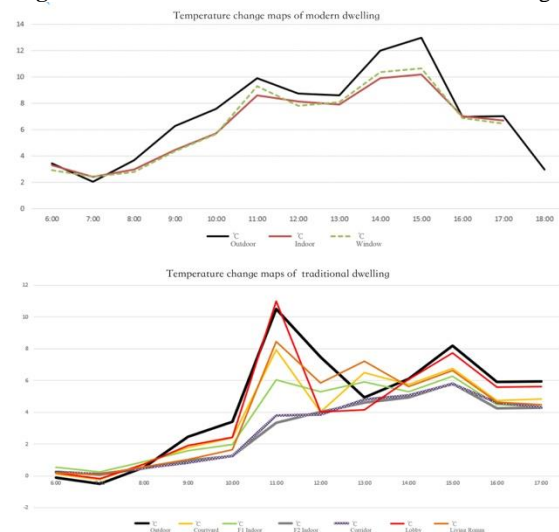 Temperature change maps of modern dwelling
14
12
10
8
6
4
2
0
6:00 7:00 8:00 9:00 10:00 11:00 12:00 13:00 14:00 15:00 16:00 17:00 18:00
℃ ℃ ℃
Outdoor Indoor Window
Temperature change maps of traditional dwelling
12
10
8
6
4
2
0
6:00 7:00 8:00 9:00 10:00 11:00 12:00 13:00 14:00 15:00 16:00 17:00
-2
℃ ℃ ℃ ℃ ℃ ℃ ℃
Outdoor Courtyard F1 Indoor F2 Indoor Corridor Lobby Living Rooms